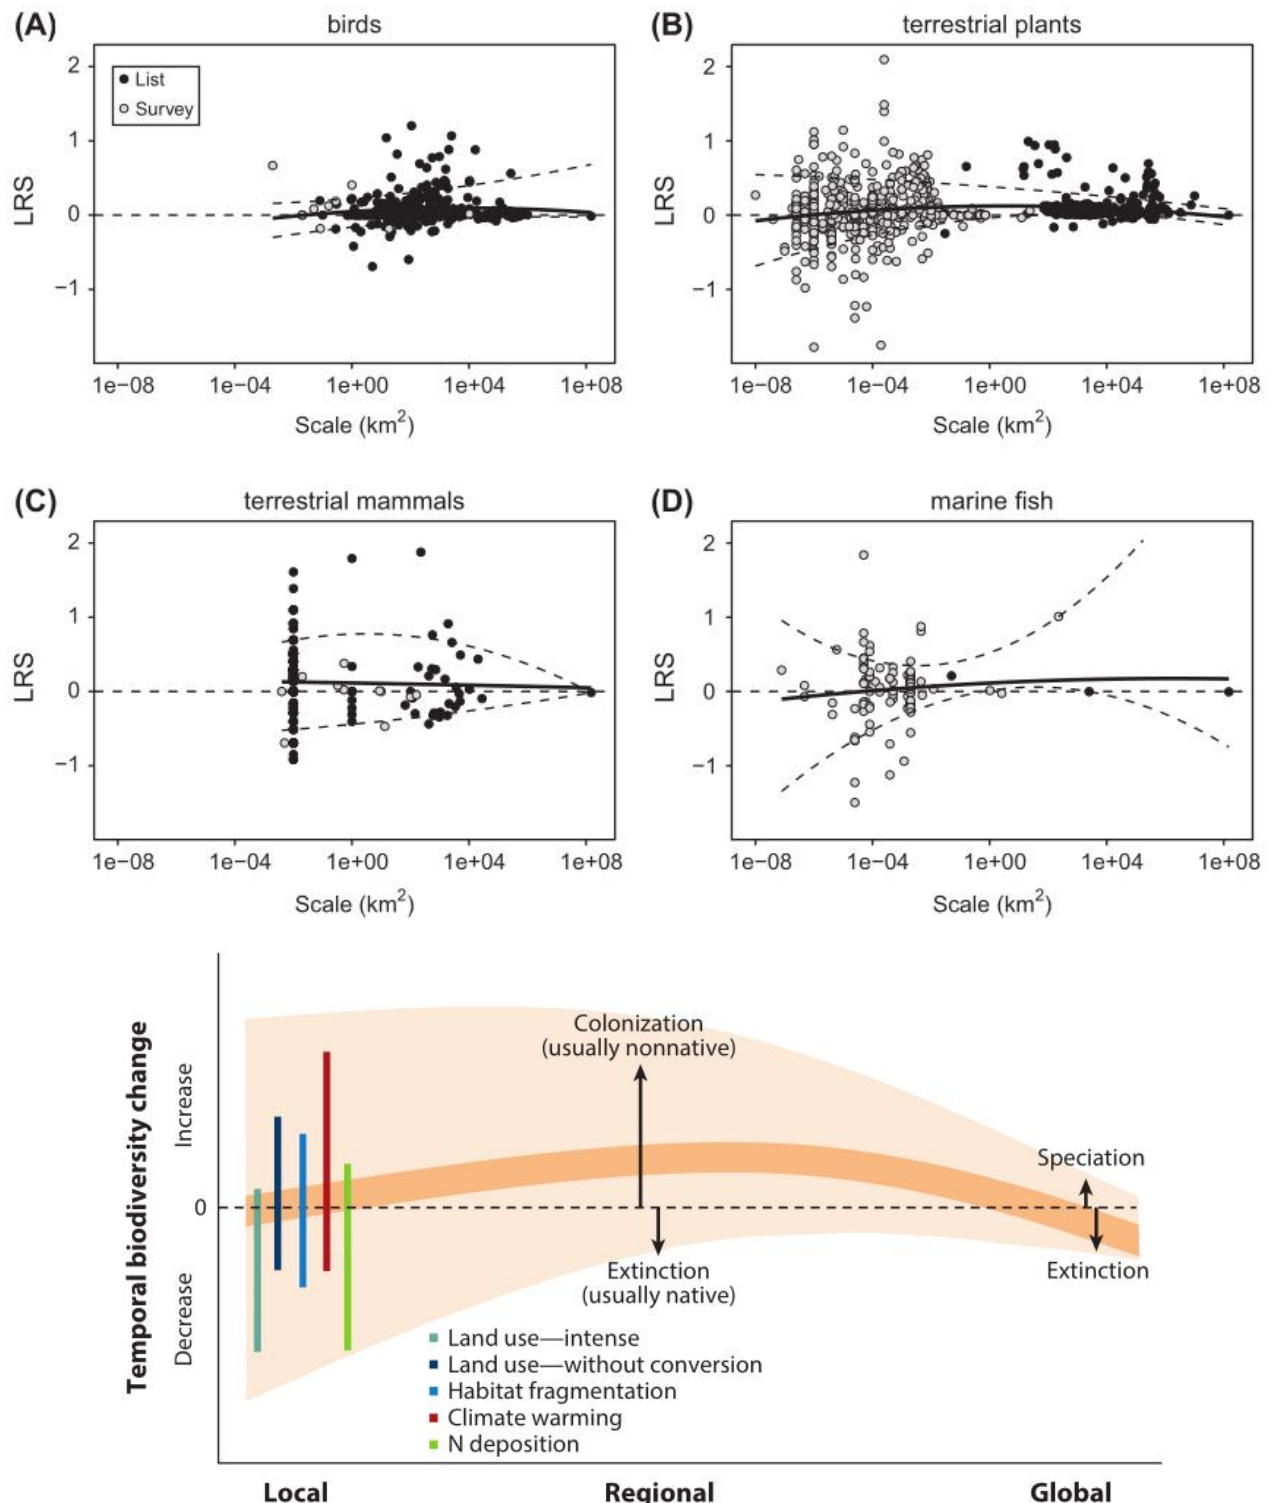 (A)
birds
2
1
0
−1
LRS
List
Survey
1e−08
1e−04
1e+00
1e+04
1e+08
Scale (km²)
(B)
terrestrial plants
2
1
0
−1
LRS
1e−08
1e−04
1e+00
1e+04
1e+08
Scale (km²)
(C)
terrestrial mammals
2
1
0
−1
LRS
1e−08
1e−04
1e+00
1e+04
1e+08
Scale (km²)
(D)
marine fish
2
1
0
−1
LRS
1e−08
1e−04
1e+00
1e+04
1e+08
Scale (km²)
Temporal biodiversity change
Increase
0
Decrease
Colonization
(usually nonnative)
Extinction
(usually native)
Speciation
Extinction
Land use—intense
Land use—without conversion
Habitat fragmentation
Climate warming
N deposition
Local
Regional
Global